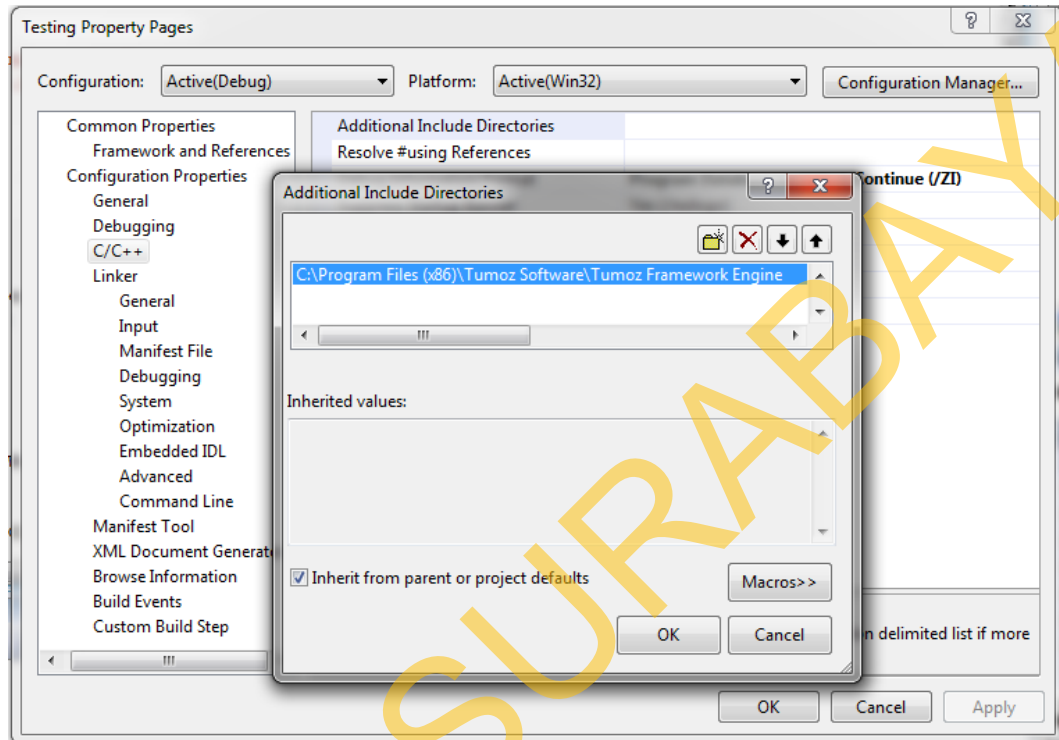 Testing Property Pages
Configuration: Active(Debug) Platform: Active(Win32) Configuration Manager...
Common Properties
Framework and References
Configuration Properties
General
Debugging
C/C++
Linker
General
Input
Manifest File
Debugging
System
Optimization
Embedded IDL
Advanced
Command Line
Manifest Tool
XML Document Generat
Browse Information
Build Events
Custom Build Step
Additional Include Directories
Resolve #using References
Continue (/ZI)
Additional Include Directories
C:\Program Files (x86)\Tumoz Software\Tumoz Framework Engine
Inherited values:
Inherit from parent or project defaults
Macros>>
OK Cancel
n delimited list if more
OK Cancel Apply
SURABAY